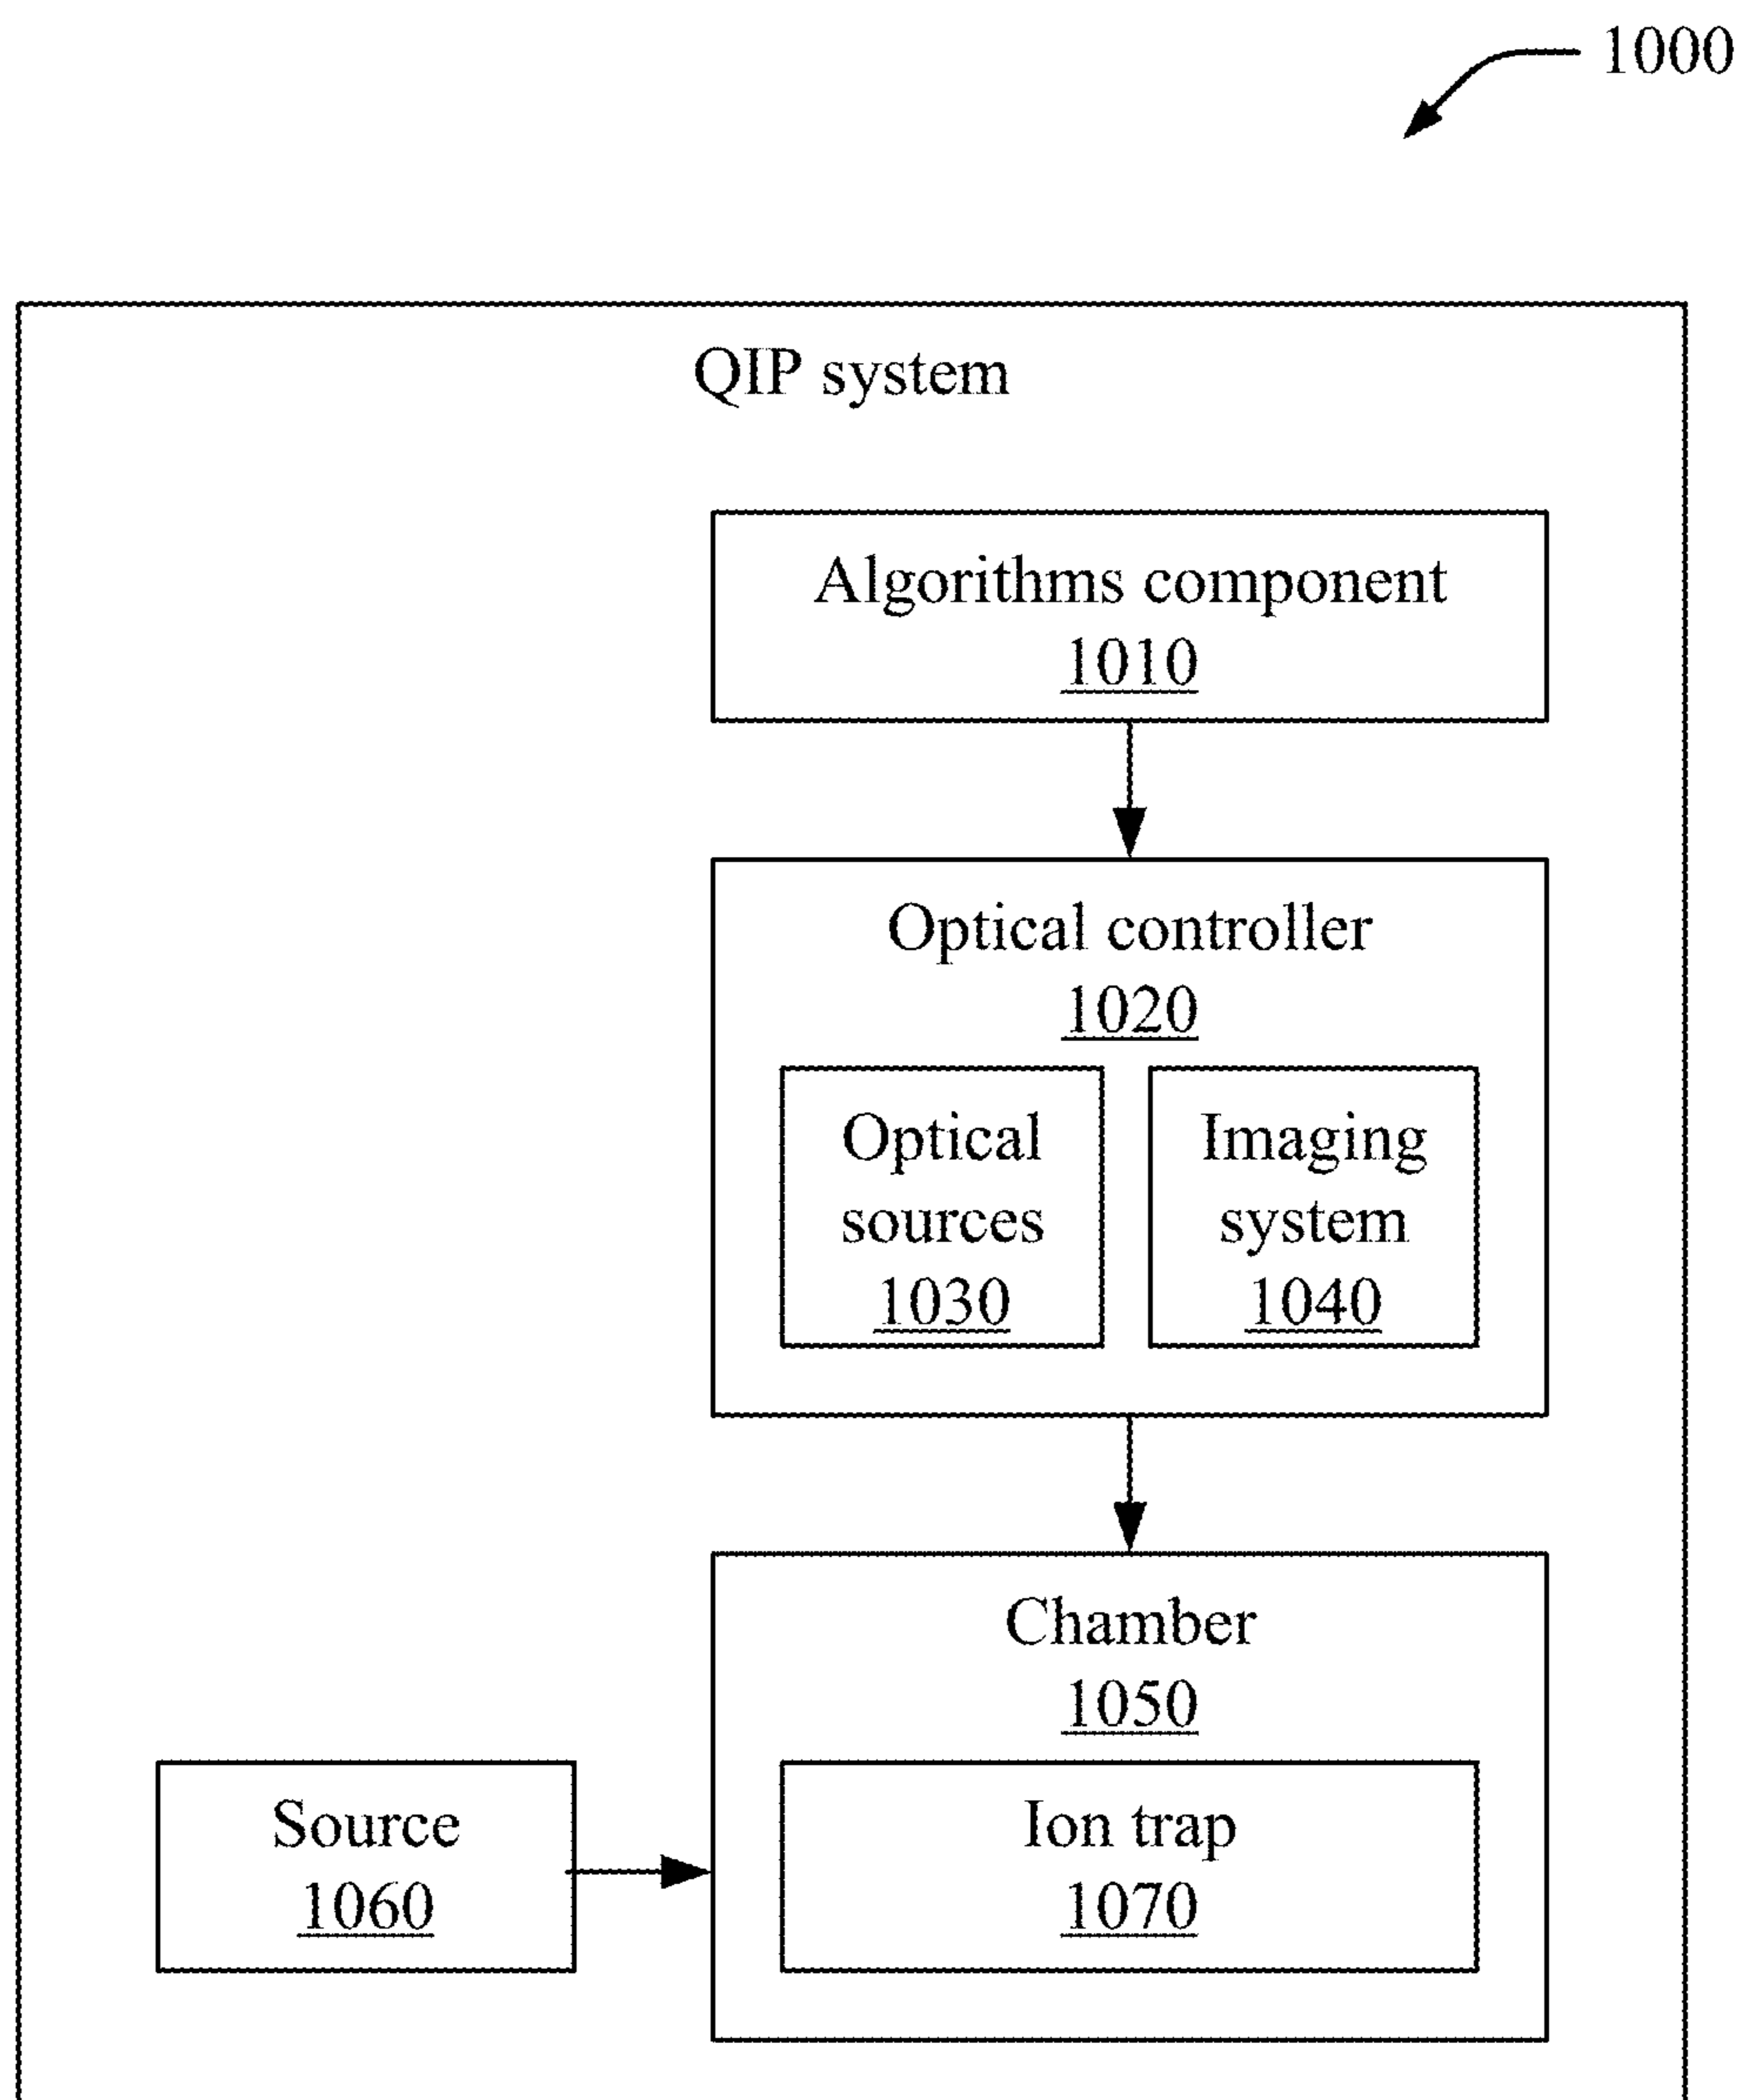 1000
QIP system
Algorithms component
1010
Optical controller
1020
Optical
sources
1030
Imaging
system
1040
Chamber
1050
Source
1060
Ion trap
1070